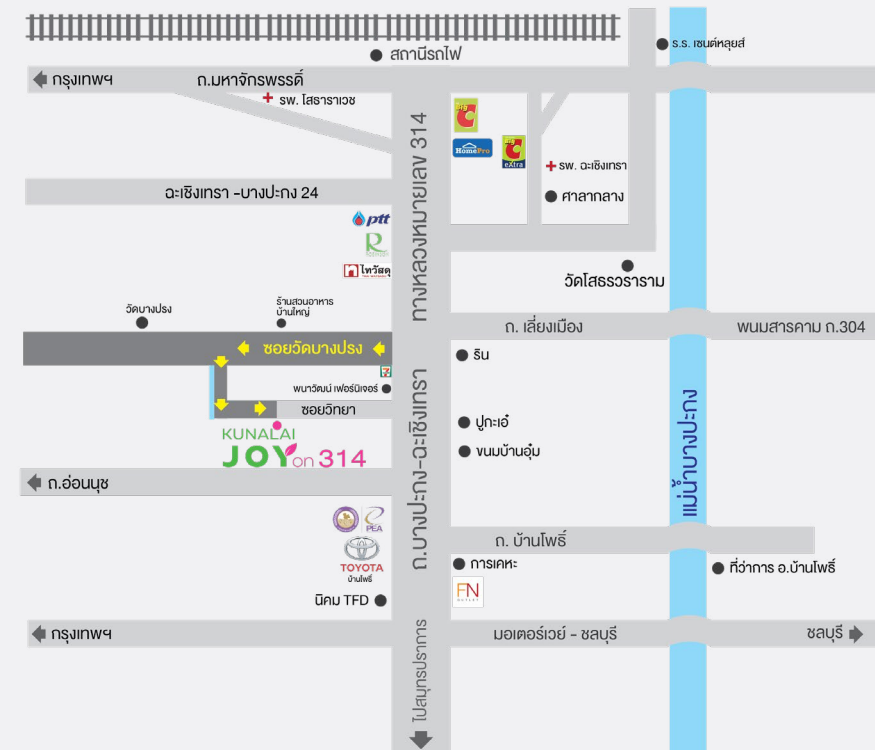 สถานีรถไฟ
ร.ร. เซนต์หลุยส์
กรุงเทพฯ
ถ.มหาจักรพรรดิ์
รพ. โสธราเวช
ทางหลวงหมายเลข 314
Big C
HomePro
Big C eXtra
รพ. ฉะเชิงเทรา
ศาลากลาง
ฉะเชิงเทรา -บางปะกง 24
ptt
R
ไทวัสดุ
วัดโสธรวราราม
วัดบางปรง
ร้านสวนอาหาร
บ้านใหญ่
ถ. เลี่ยงเมือง
พนมสารคาม ถ.304
ซอยวัดบางปรง
ริน
7
พนาวัฒน์ เฟอร์นิเจอร์
ซอยวิทยา
ถ.บางปะกง-ฉะเชิงเทรา
ปูกะเอ๋
แม่น้ำบางปะกง
KUNALAI
JOY on 314
ขนมบ้านอุ๋ม
ถ.อ่อนนุช
PEA
ถ. บ้านโพธิ์
TOYOTA
บ้านโพธิ์
การเคหะ
ที่ว่าการ อ.บ้านโพธิ์
FN
OUTLET
นิคม TFD
กรุงเทพฯ
มอเตอร์เวย์ - ชลบุรี
ชลบุรี
ไปสมุทรปราการ